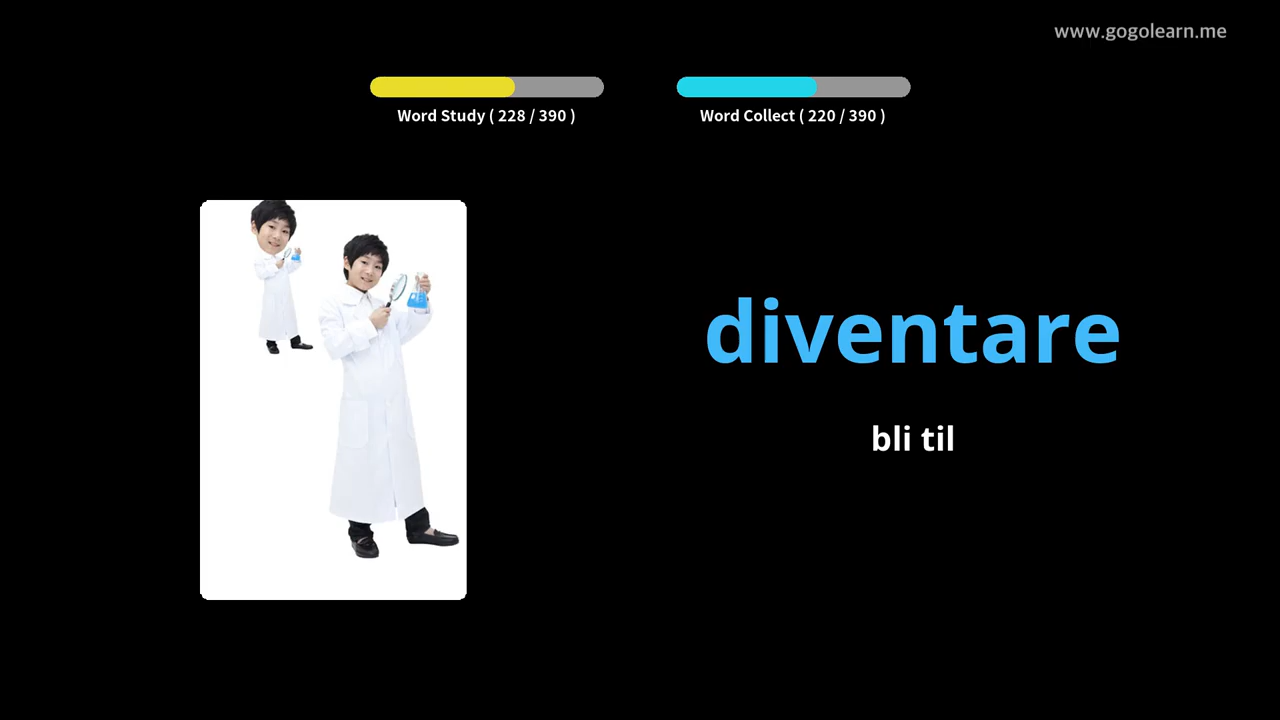 www.gogolearn.me
Word Study ( 228 / 390 )
Word Collect ( 220 / 390 )
diventare
bli til